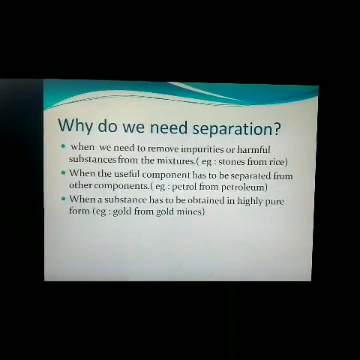 Why do we need separation?
when we need to remove impurities or harmful
substances from the mixtures.( eg : stones from rice)
When the useful component has to be separated from
other components.( eg : petrol from petroleum)
When a substance has to be obtained in highly pure
form (eg : gold from gold mines)